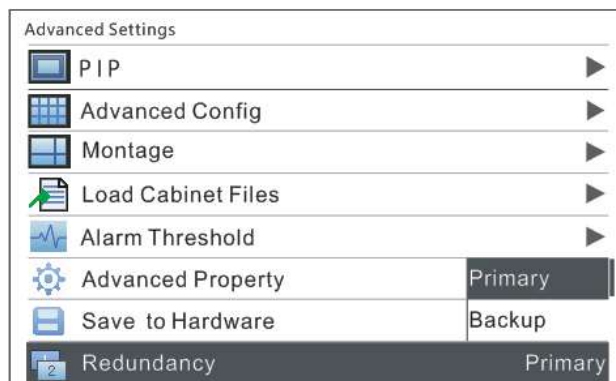 Advanced Settings
PIP
Advanced Config
Montage
Load Cabinet Files
Alarm Threshold
Advanced Property Primary
Save to Hardware Backup
2 Redundancy Primary